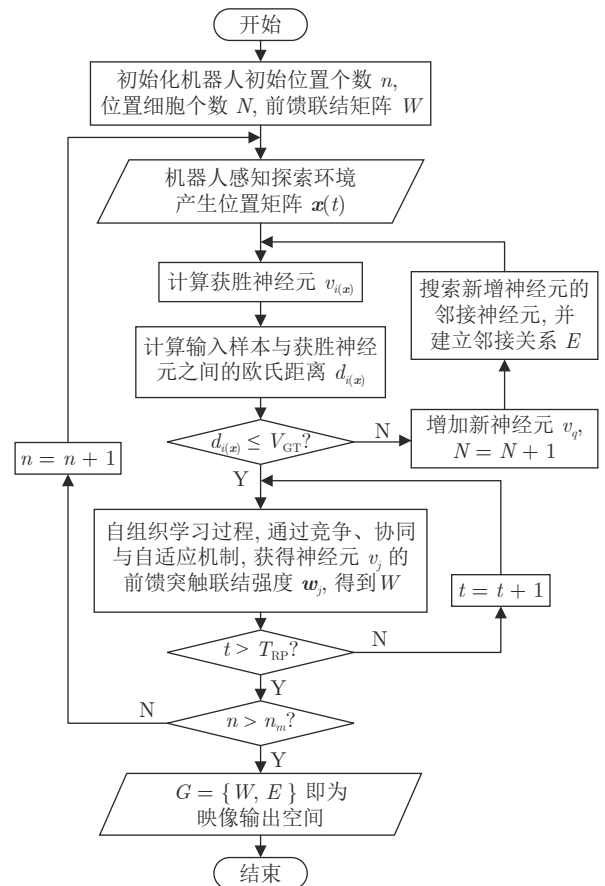 开始
初始化机器人初始位置个数 n,
位置细胞个数 N, 前馈联结矩阵 W
机器人感知探索环境
产生位置矩阵 x(t)
计算获胜神经元 v_{i(x)}
搜索新增神经元的
邻接神经元, 并
建立邻接关系 E
计算输入样本与获胜神经
元之间的欧氏距离 d_{i(x)}
d_{i(x)} ≤ V_{GT}?
N
增加新神经元 v_q,
N = N + 1
n = n + 1
Y
自组织学习过程, 通过竞争、协同
与自适应机制, 获得神经元 v_j 的
前馈突触联结强度 w_j, 得到W
t = t + 1
t > T_{RP}?
N
Y
N
n > n_m?
Y
G = { W, E } 即为
映像输出空间
结束